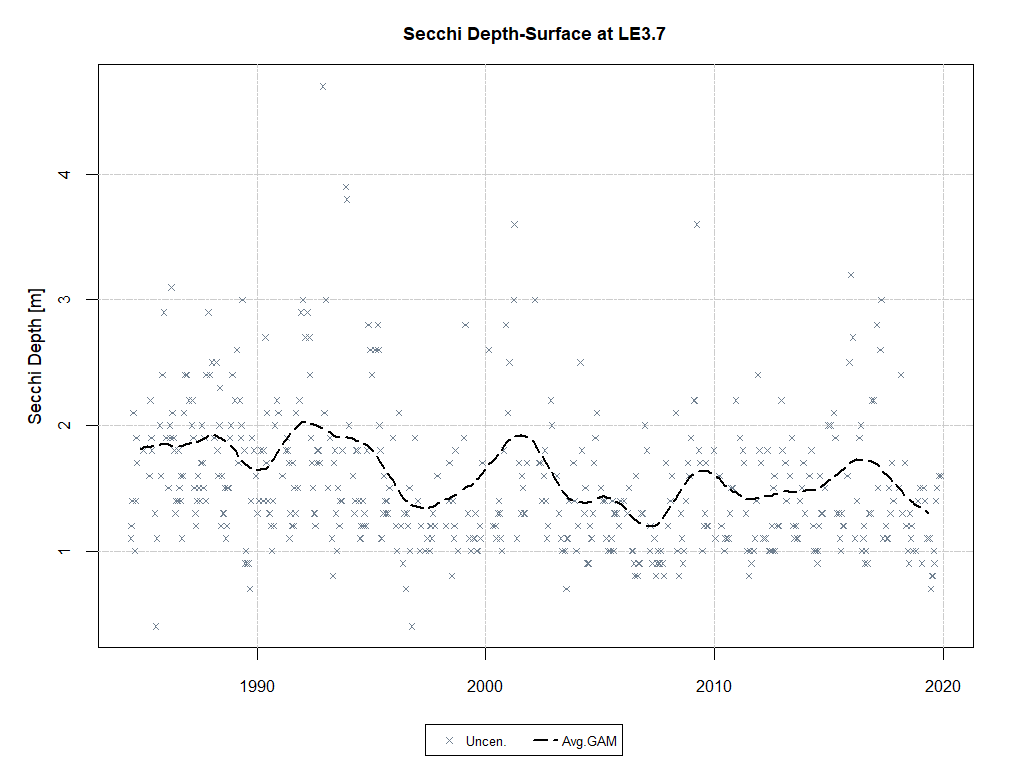 Secchi Depth-Surface at LE3.7
Secchi Depth [m]
4
3
2
1
1990 2000 2010 2020
Uncen. Avg.GAM